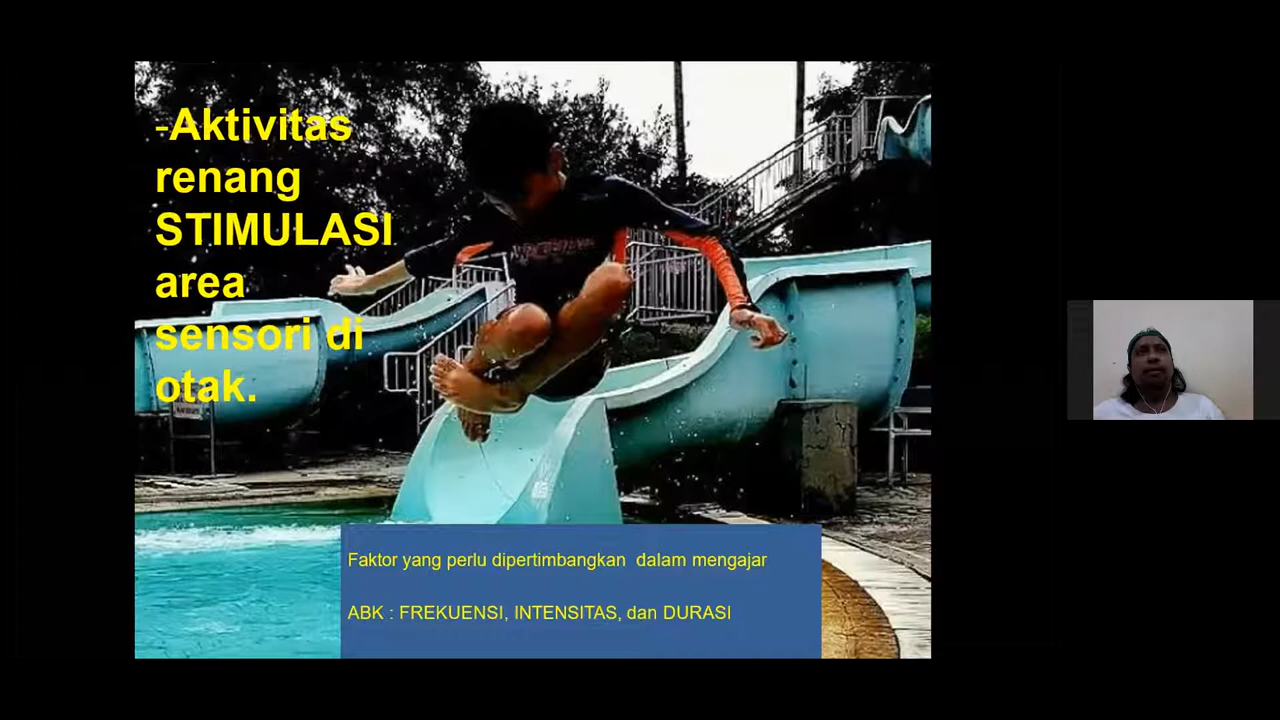 -Aktivitas
renang
STIMULASI
area
sensori di
otak.
Faktor yang perlu dipertimbangkan  dalam mengajar
ABK : FREKUENSI, INTENSITAS, dan DURASI